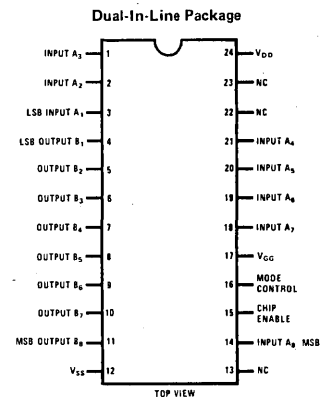 Dual-In-Line Package
INPUT A₃ 1 24 V_DD
INPUT A₂ 2 23 NC
LSB INPUT A₁ 3 22 NC
LSB OUTPUT B₁ 4 21 INPUT A₄
OUTPUT B₂ 5 20 INPUT A₅
OUTPUT B₃ 6 19 INPUT A₆
OUTPUT B₄ 7 18 INPUT A₇
OUTPUT B₅ 8 17 V_GG
OUTPUT B₆ 9 16 MODE CONTROL
OUTPUT B₇ 10 15 CHIP ENABLE
MSB OUTPUT B₈ 11 14 INPUT A₈ MSB
V_SS 12 13 NC
TOP VIEW